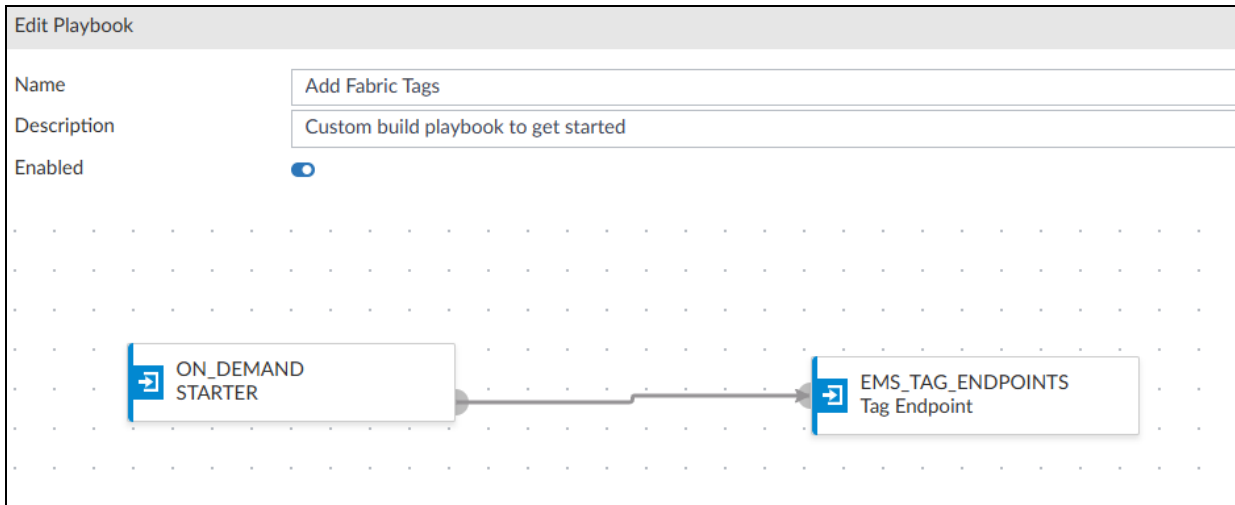 Edit Playbook
Name
Add Fabric Tags
Description
Custom build playbook to get started
Enabled
ON_DEMAND
STARTER
EMS_TAG_ENDPOINTS
Tag Endpoint